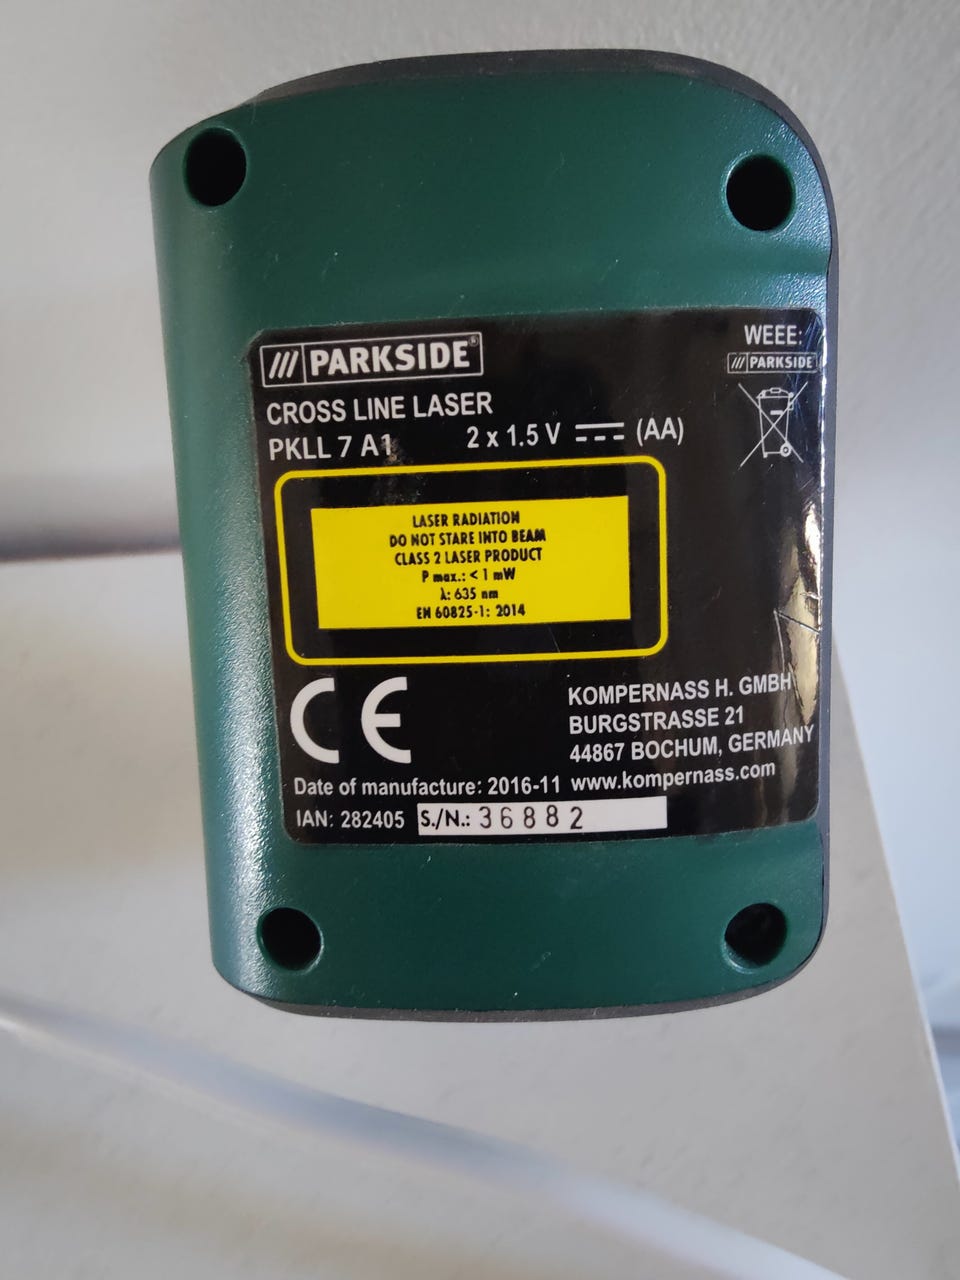 /// PARKSIDE®
CROSS LINE LASER
PKLL 7 A1 2 x 1.5 V (AA)
WEEE:
/// PARKSIDE
LASER RADIATION
DO NOT STARE INTO BEAM
CLASS 2 LASER PRODUCT
P max.: < 1 mW
λ: 635 nm
EN 60825-1: 2014
CE
KOMPERNASS H. GMBH
BURGSTRASSE 21
44867 BOCHUM, GERMANY
www.kompernass.com
Date of manufacture: 2016-11
IAN: 282405 S./N.: 36882